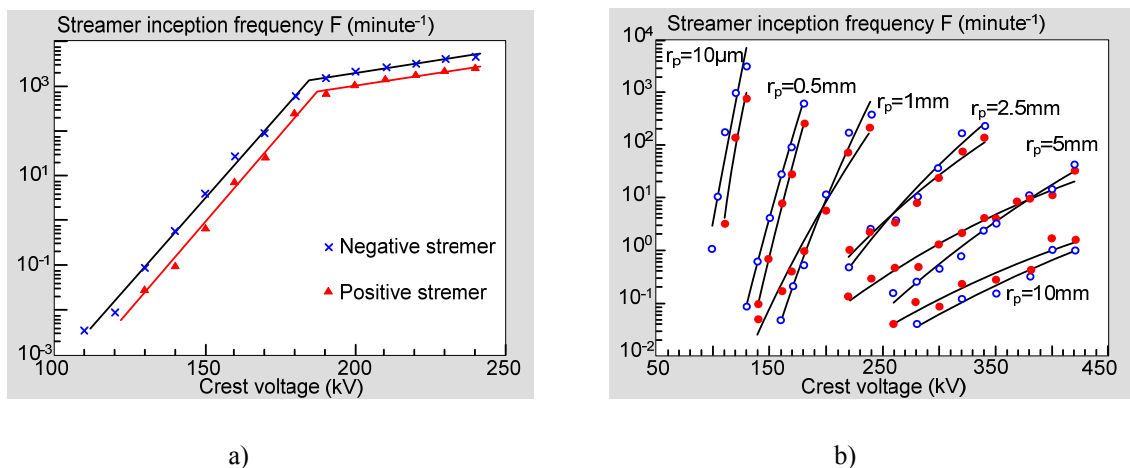 Streamer inception frequency F (minute⁻¹)
10³
10¹
10⁻¹
10⁻³
Negative stremer
Positive stremer
100
150
200
250
Crest voltage (kV)
a)
Streamer inception frequency F (minute⁻¹)
10⁴
10³
10²
10¹
10⁰
10⁻¹
10⁻²
rₚ=10µm
rₚ=0.5mm
rₚ=1mm
rₚ=2.5mm
rₚ=5mm
rₚ=10mm
50
150
250
350
450
Crest voltage (kV)
b)